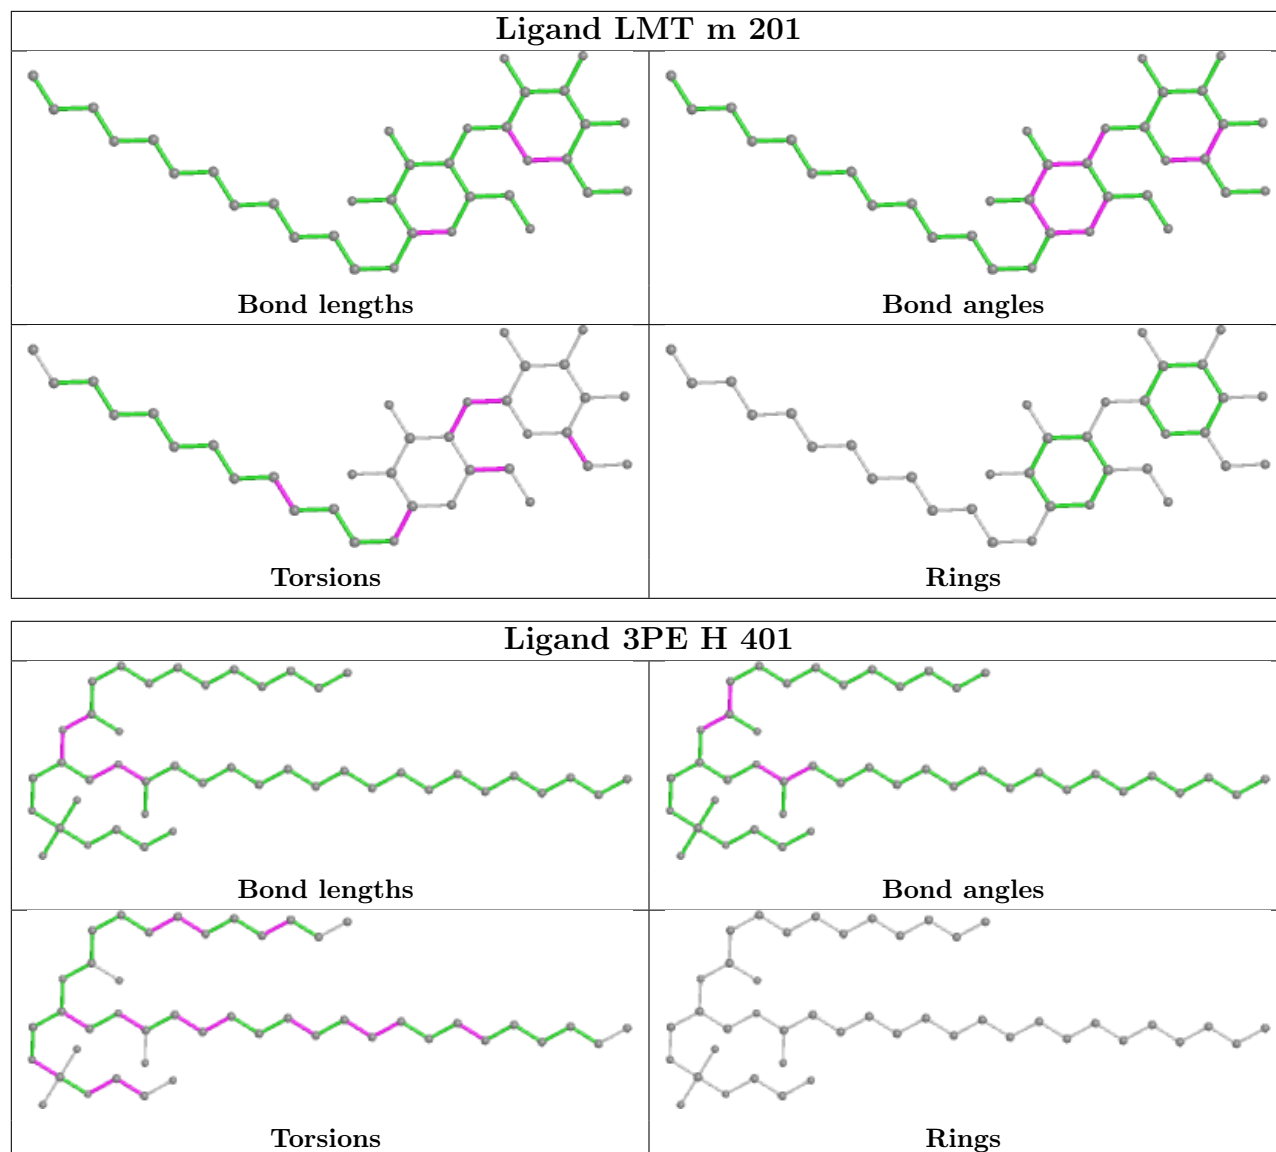 Ligand LMT m 201
Bond lengths
Bond angles
Torsions
Rings
Ligand 3PE H 401
Bond lengths
Bond angles
Torsions
Rings